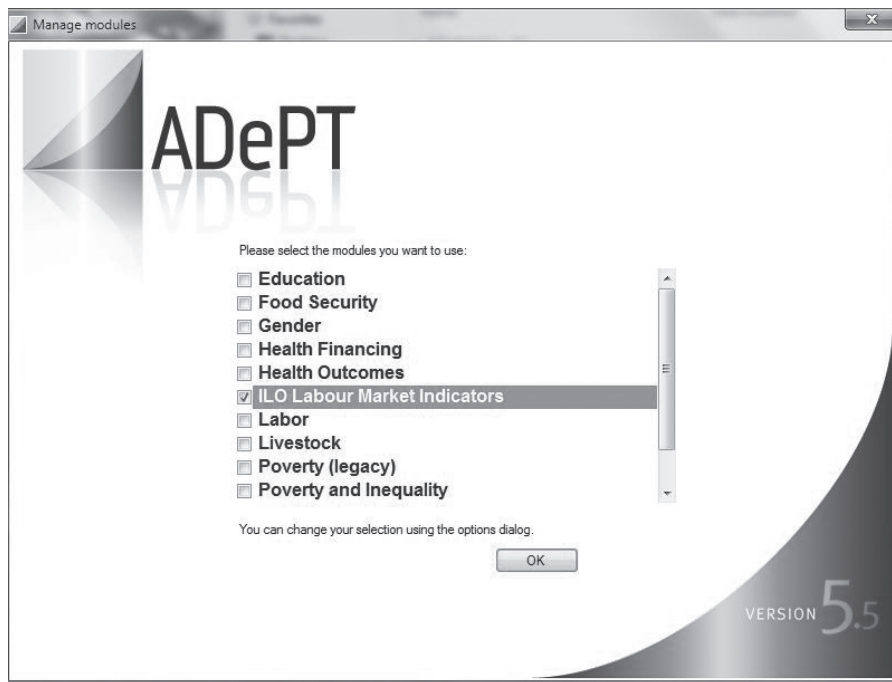 Manage modules
ADePT
Please select the modules you want to use:
Education
Food Security
Gender
Health Financing
Health Outcomes
ILO Labour Market Indicators
Labor
Livestock
Poverty (legacy)
Poverty and Inequality
You can change your selection using the options dialog.
OK
VERSION 5.5